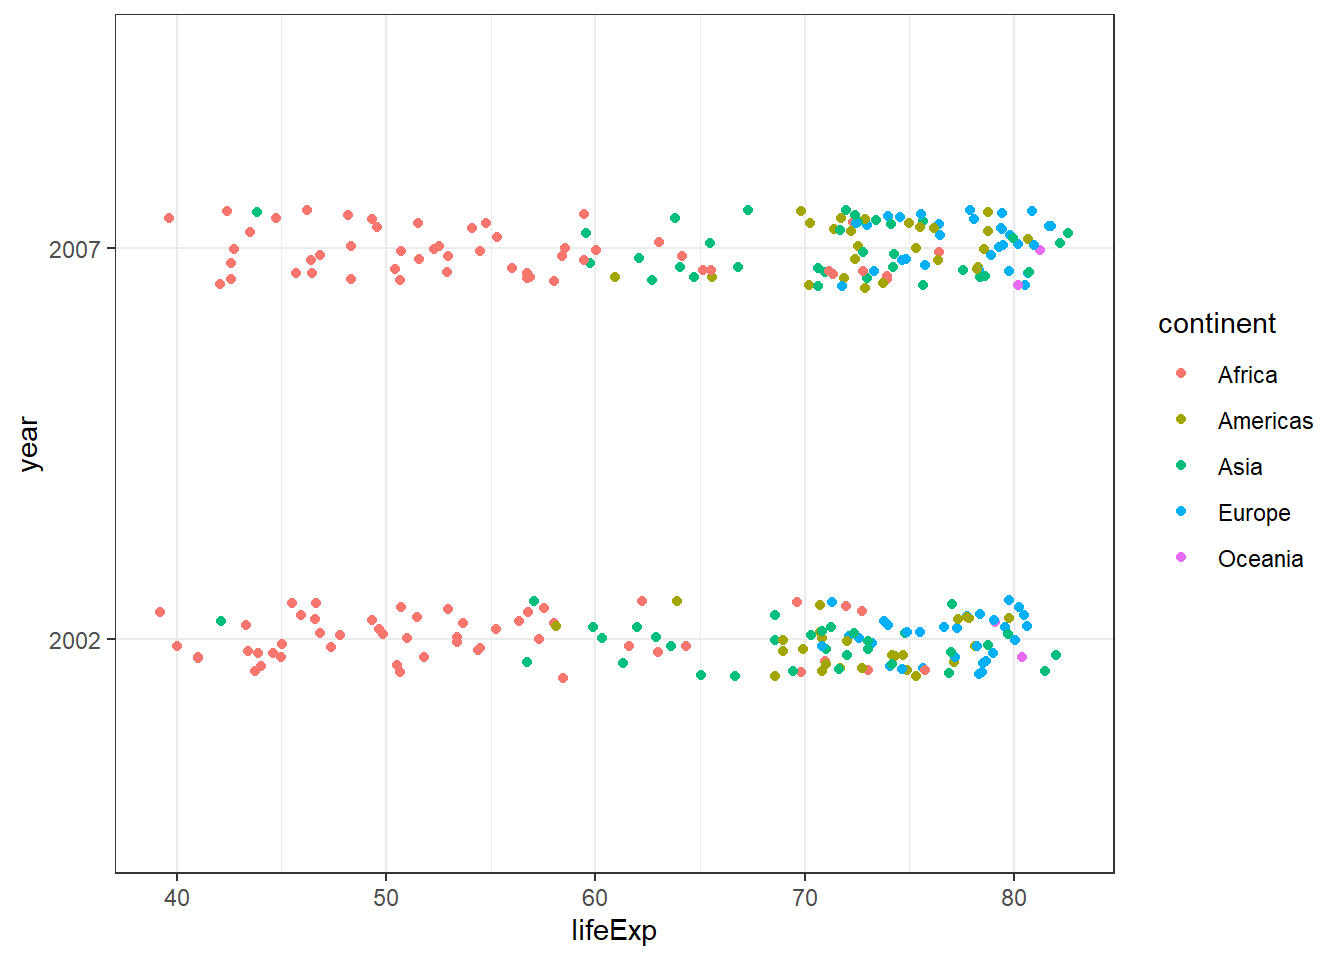 2007
2002
year
40 50 60 70 80
lifeExp
continent
Africa
Americas
Asia
Europe
Oceania